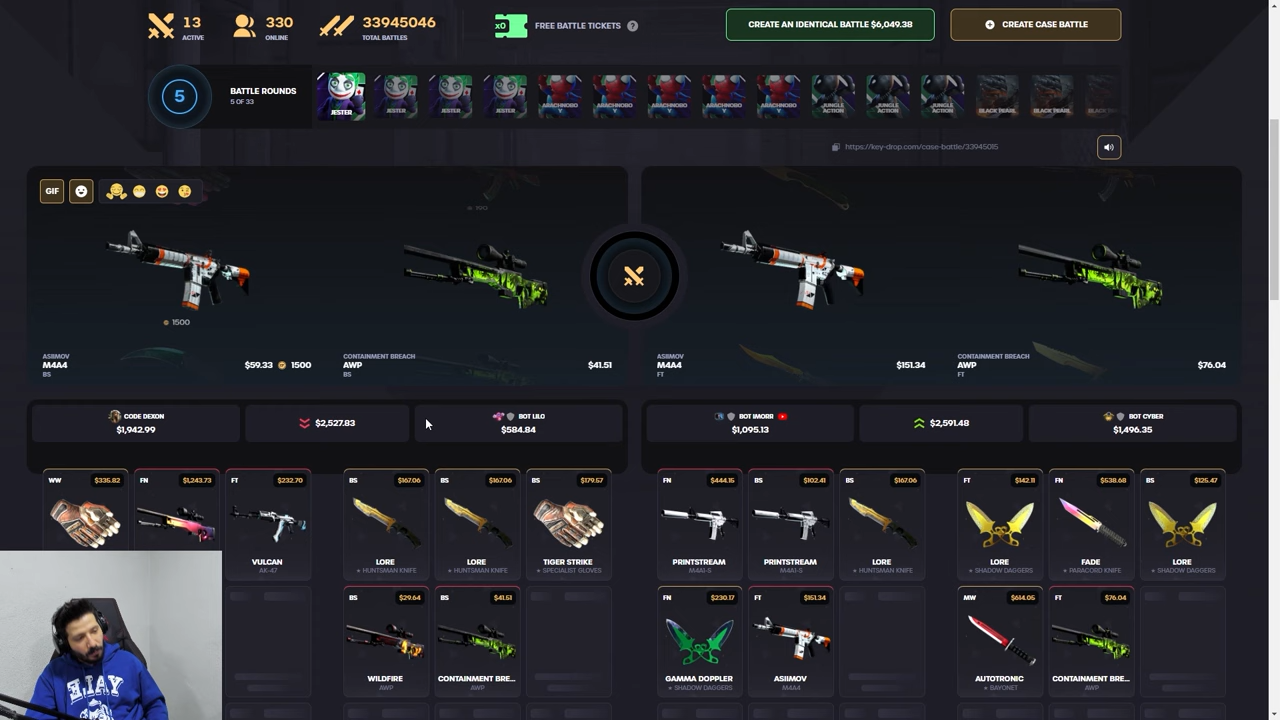 13
ACTIVE
330
ONLINE
33945046
TOTAL BATTLES
x0
FREE BATTLE TICKETS ?
CREATE AN IDENTICAL BATTLE $6,049.38
CREATE CASE BATTLE
5
BATTLE ROUNDS
5 OF 33
JESTER
JESTER
JESTER
JESTER
ARACHNOBOY
ARACHNOBOY
ARACHNOBOY
ARACHNOBOY
ARACHNOBOY
JUNGLE ACTION
JUNGLE ACTION
JUNGLE ACTION
BLACK PEARL
BLACK PEARL
BLACK PEARL
https://key-drop.com/case-battle/33945015
GIF
1500
ASIIMOV
M4A4
BS
$59.33 1500
CONTAINMENT BREACH
AWP
BS
$41.51
ASIIMOV
M4A4
FT
$151.34
CONTAINMENT BREACH
AWP
FT
$76.04
CODE DEXON
$1,942.99
$2,527.83
BOT LILO
$584.84
BOT IMORR
$1,095.13
$2,591.48
BOT CYBER
$1,496.35
WW $335.82
FN $1,243.73
FT $232.70
VULCAN
AK-47
BS $167.06
LORE
★ HUNTSMAN KNIFE
BS $167.06
LORE
★ HUNTSMAN KNIFE
BS $179.57
TIGER STRIKE
★ SPECIALIST GLOVES
FN $444.15
PRINTSTREAM
M4A1-S
BS $102.41
PRINTSTREAM
M4A1-S
BS $167.06
LORE
★ HUNTSMAN KNIFE
FT $142.11
LORE
★ SHADOW DAGGERS
FN $538.68
FADE
★ PARACORD KNIFE
BS $125.47
LORE
★ SHADOW DAGGERS
BS $29.64
WILDFIRE
AWP
BS $41.51
CONTAINMENT BRE...
AWP
FN $230.17
GAMMA DOPPLER
★ SHADOW DAGGERS
FT $151.34
ASIIMOV
M4A4
MW $614.05
AUTOTRONIC
★ BAYONET
FT $76.04
CONTAINMENT BRE...
AWP